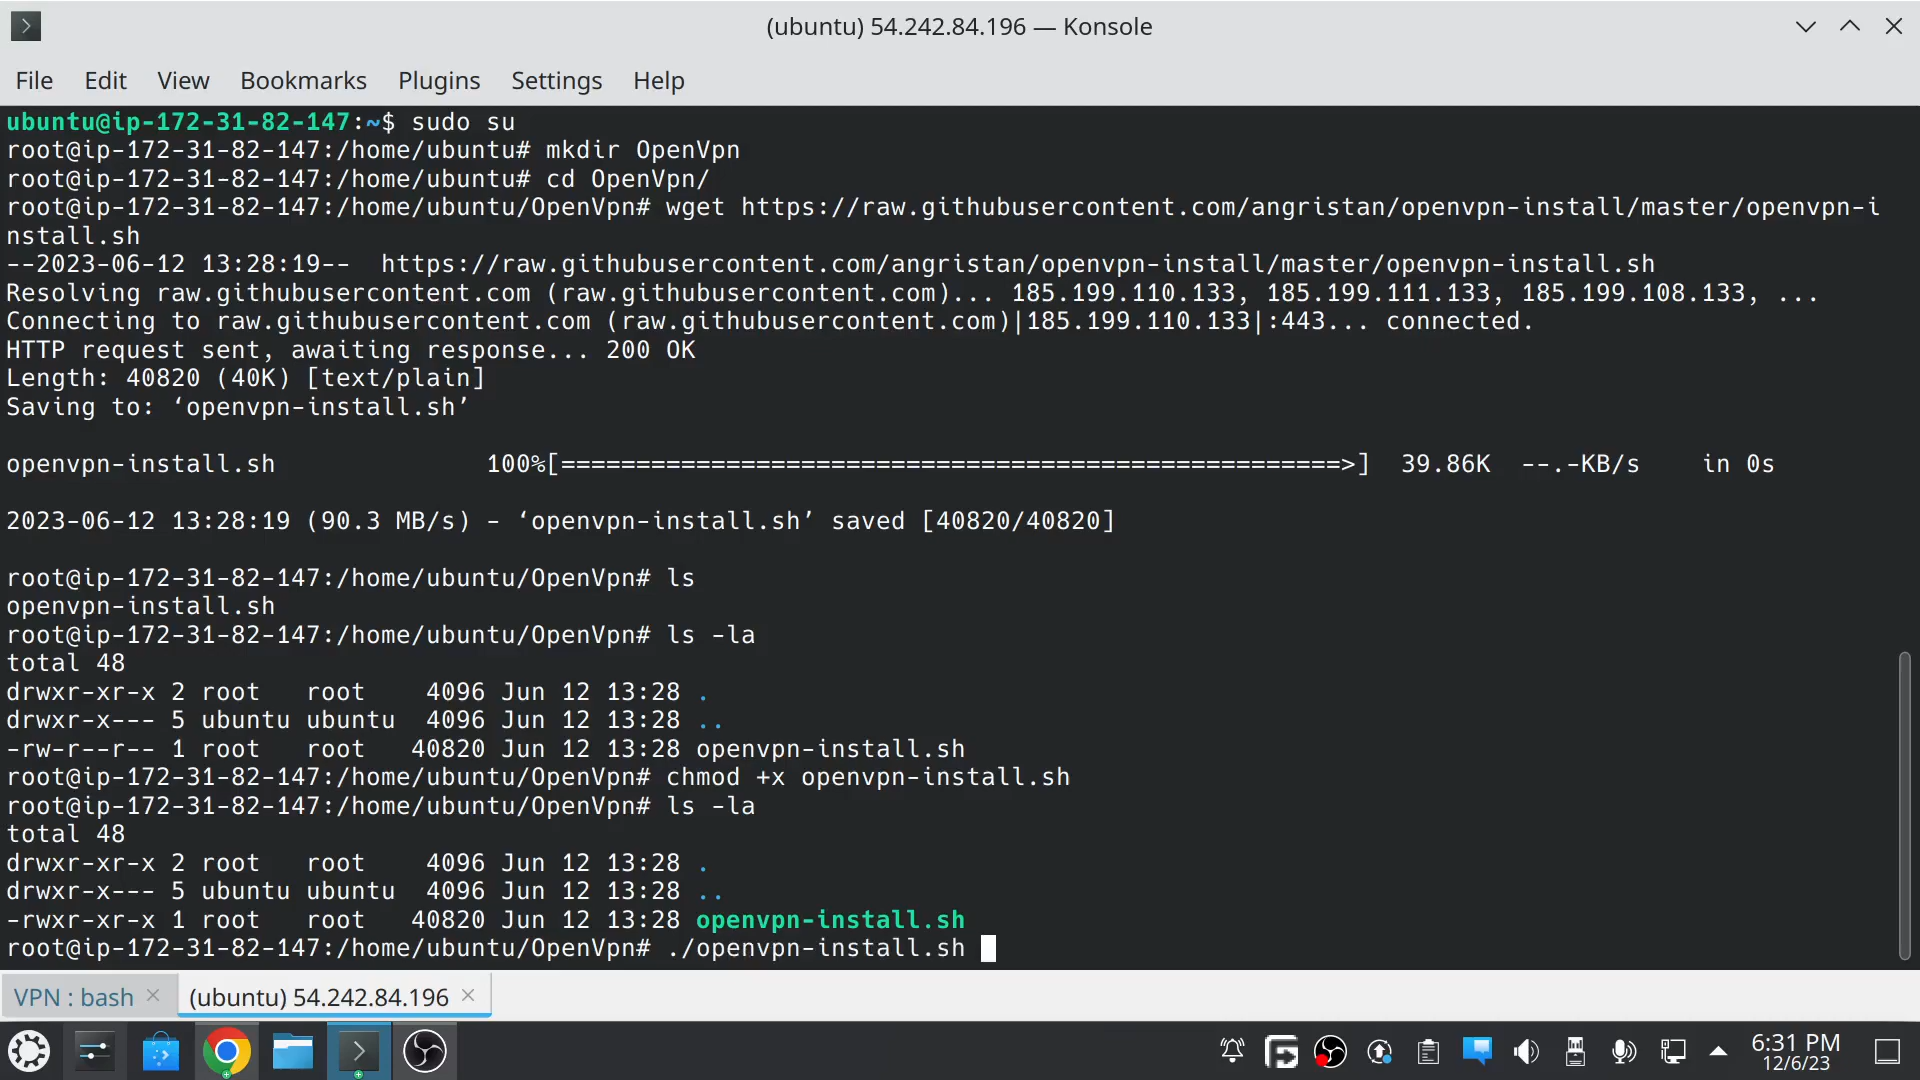 (ubuntu) 54.242.84.196 — Konsole
File Edit View Bookmarks Plugins Settings Help
ubuntu@ip-172-31-82-147:~$ sudo su
root@ip-172-31-82-147:/home/ubuntu# mkdir OpenVpn
root@ip-172-31-82-147:/home/ubuntu# cd OpenVpn/
root@ip-172-31-82-147:/home/ubuntu/OpenVpn# wget https://raw.githubusercontent.com/angristan/openvpn-install/master/openvpn-i
nstall.sh
--2023-06-12 13:28:19--  https://raw.githubusercontent.com/angristan/openvpn-install/master/openvpn-install.sh
Resolving raw.githubusercontent.com (raw.githubusercontent.com)... 185.199.110.133, 185.199.111.133, 185.199.108.133, ...
Connecting to raw.githubusercontent.com (raw.githubusercontent.com)|185.199.110.133|:443... connected.
HTTP request sent, awaiting response... 200 OK
Length: 40820 (40K) [text/plain]
Saving to: ‘openvpn-install.sh’
openvpn-install.sh              100%[====================================================>]  39.86K  --.-KB/s    in 0s
2023-06-12 13:28:19 (90.3 MB/s) - ‘openvpn-install.sh’ saved [40820/40820]
root@ip-172-31-82-147:/home/ubuntu/OpenVpn# ls
openvpn-install.sh
root@ip-172-31-82-147:/home/ubuntu/OpenVpn# ls -la
total 48
drwxr-xr-x 2 root   root    4096 Jun 12 13:28 .
drwxr-x--- 5 ubuntu ubuntu  4096 Jun 12 13:28 ..
-rw-r--r-- 1 root   root   40820 Jun 12 13:28 openvpn-install.sh
root@ip-172-31-82-147:/home/ubuntu/OpenVpn# chmod +x openvpn-install.sh
root@ip-172-31-82-147:/home/ubuntu/OpenVpn# ls -la
total 48
drwxr-xr-x 2 root   root    4096 Jun 12 13:28 .
drwxr-x--- 5 ubuntu ubuntu  4096 Jun 12 13:28 ..
-rwxr-xr-x 1 root   root   40820 Jun 12 13:28 openvpn-install.sh
root@ip-172-31-82-147:/home/ubuntu/OpenVpn# ./openvpn-install.sh
VPN : bash (ubuntu) 54.242.84.196
6:31 PM
12/6/23